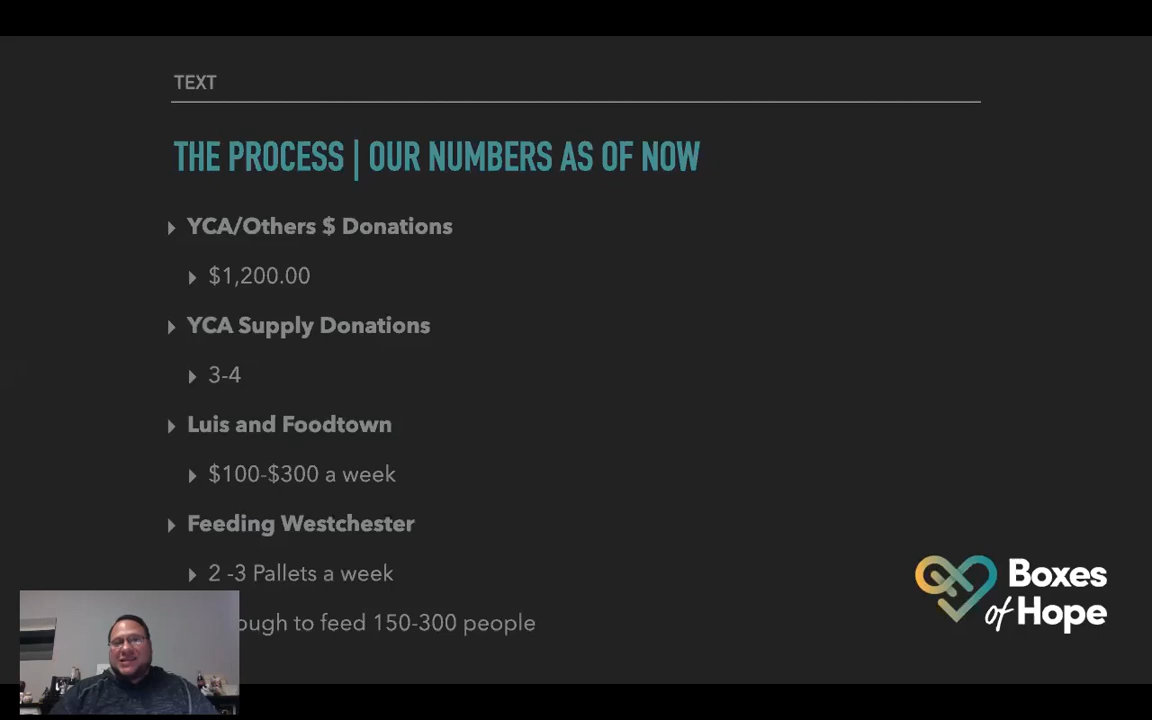 TEXT
THE PROCESS | OUR NUMBERS AS OF NOW
YCA/Others $ Donations
$1,200.00
YCA Supply Donations
3-4
Luis and Foodtown
$100-$300 a week
Feeding Westchester
2 -3 Pallets a week
ough to feed 150-300 people
Boxes
of Hope